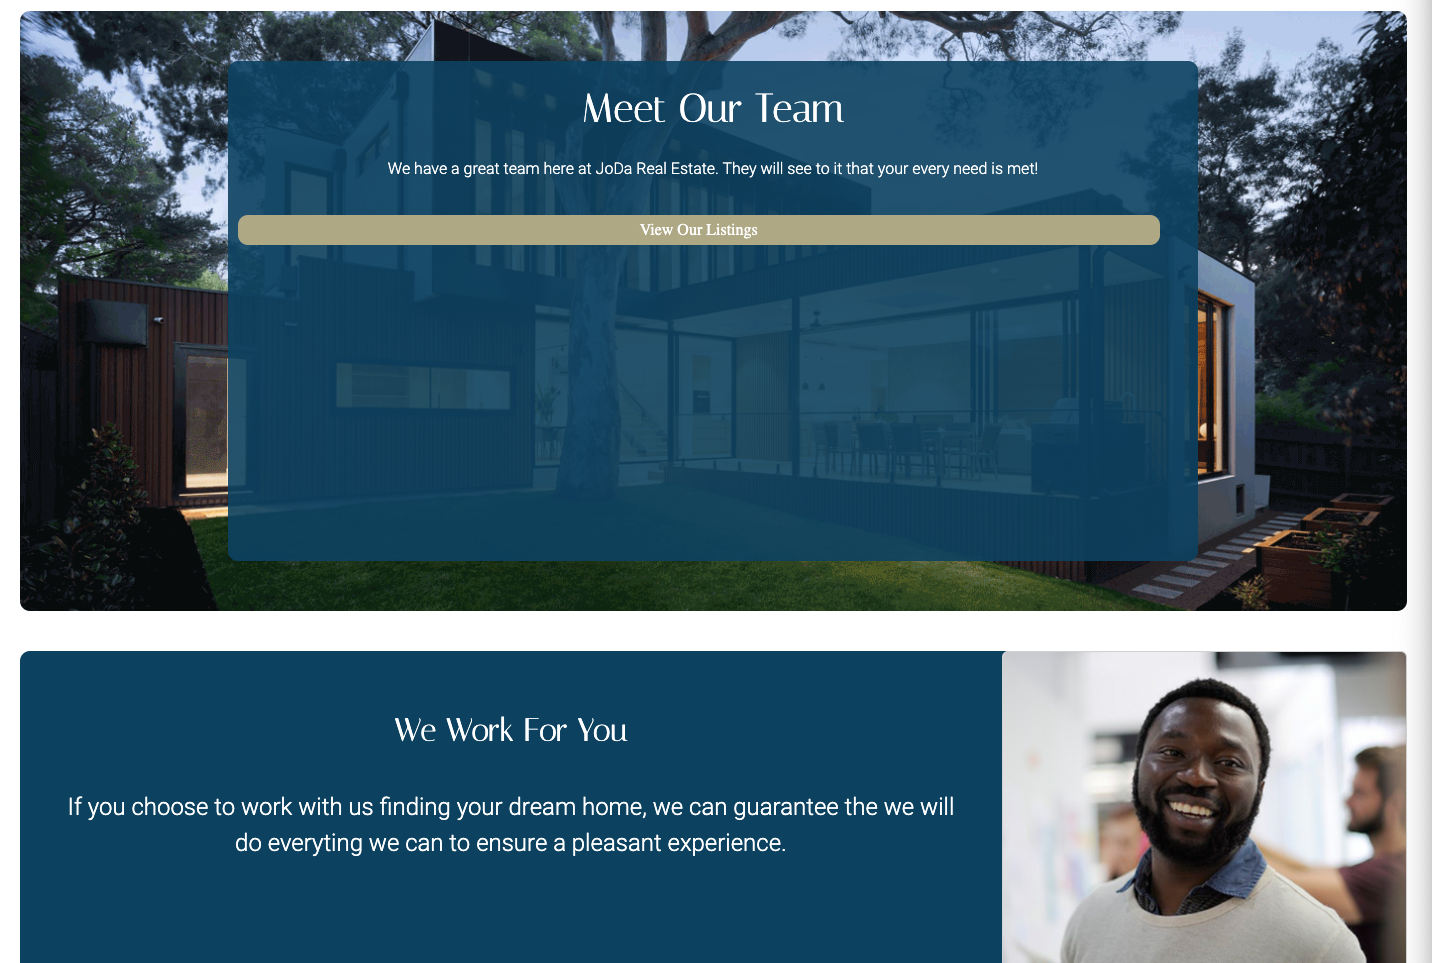 Meet Our Team
We have a great team here at JoDa Real Estate. They will see to it that your every need is met!
View Our Listings
We Work For You
If you choose to work with us finding your dream home, we can guarantee the we will
do everyting we can to ensure a pleasant experience.